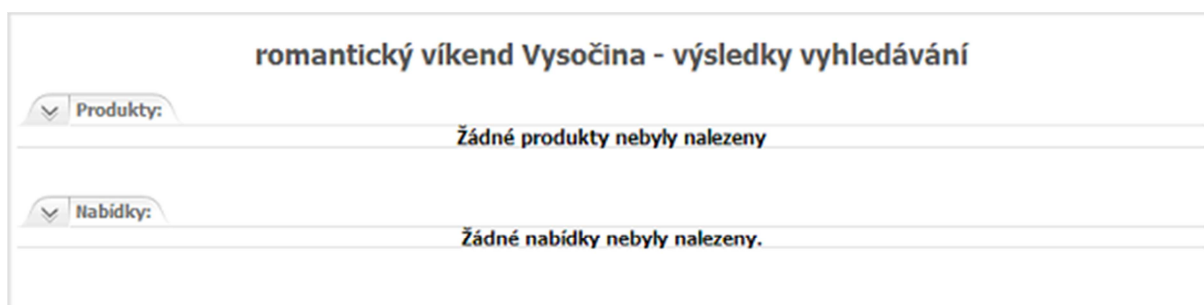 romantický víkend Vysočina - výsledky vyhledávání
Produkty:
Žádné produkty nebyly nalezeny
Nabídky:
Žádné nabídky nebyly nalezeny.